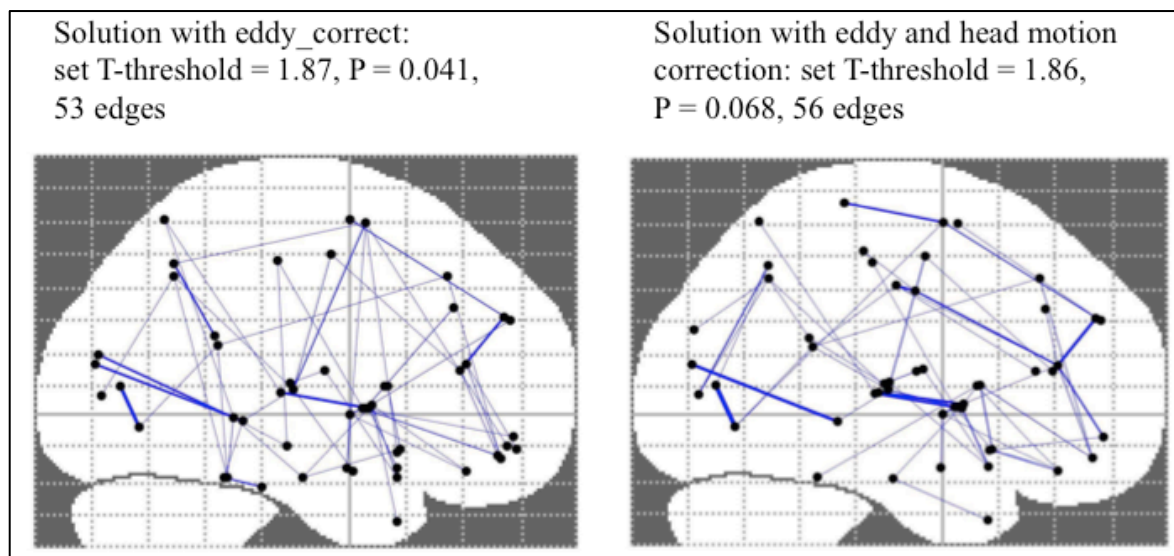 Solution with eddy_correct:
set T-threshold = 1.87, P = 0.041,
53 edges
Solution with eddy and head motion
correction: set T-threshold = 1.86,
P = 0.068, 56 edges